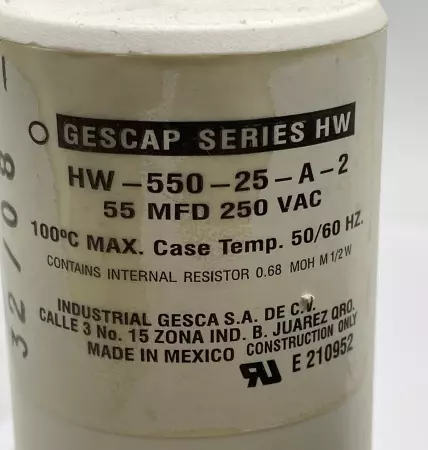 GESCAP SERIES HW
HW-550-25-A-2
55 MFD 250 VAC
100ºC MAX. Case Temp. 50/60 HZ.
CONTAINS INTERNAL RESISTOR 0.68 MOH M 1/2 W
INDUSTRIAL GESCA S.A. DE C.V.
CALLE 3 No. 15 ZONA IND. B. JUAREZ QRO.
MADE IN MEXICO CONSTRUCTION ONLY
E 210952
32/08-